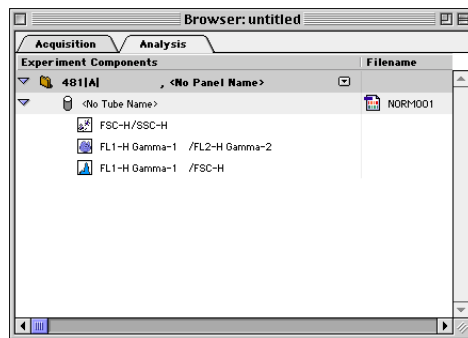 Browser: untitled
Acquisition Analysis
Experiment Components Filename
481|A| , <No Panel Name>
<No Tube Name> NORM001
FSC-H/SSC-H
FL1-H Gamma-1 /FL2-H Gamma-2
FL1-H Gamma-1 /FSC-H